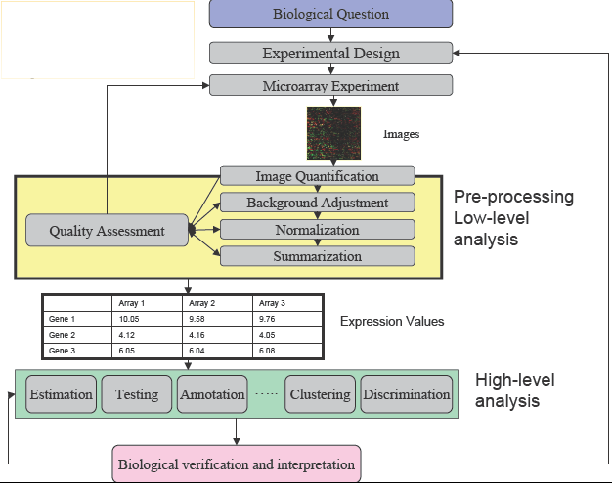 Biological Question
Experimental Design
Microarray Experiment
Images
Image Quantification
Background Adjustment
Quality Assessment
Normalization
Summarization
Pre-processing
Low-level
analysis
Array 1 Array 2 Array 3
Gene 1 10.05 9.58 9.76
Gene 2 4.12 4.16 4.05
Gene 3 6.05 6.04 6.08
Expression Values
Estimation Testing Annotation ..... Clustering Discrimination
High-level
analysis
Biological verification and interpretation